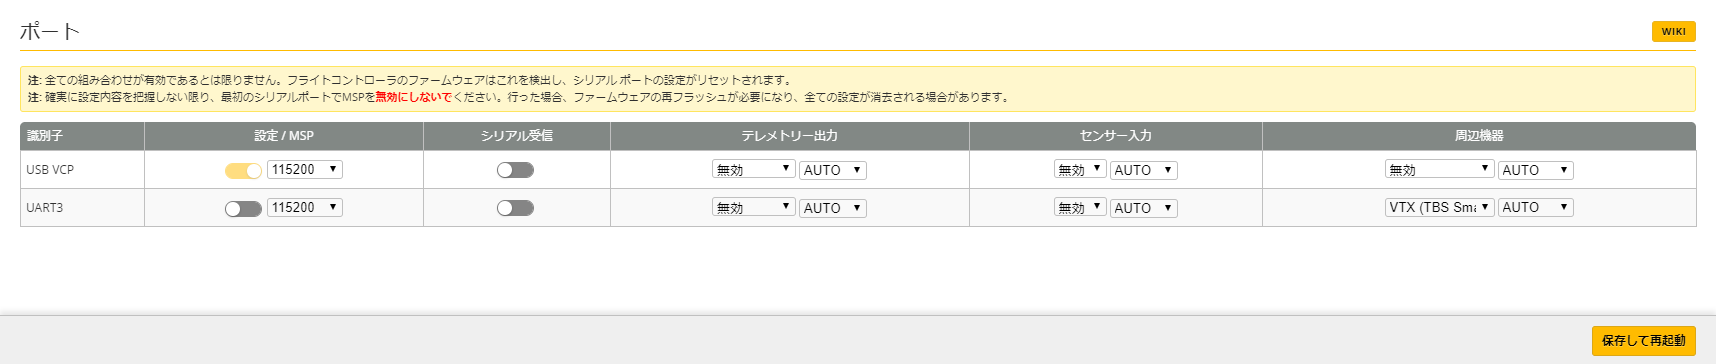 ポート
WIKI
注: 全ての組み合わせが有効であるとは限りません。フライトコントローラのファームウェアはこれを検出し、シリアル ポートの設定がリセットされます。
注: 確実に設定内容を把握しない限り、最初のシリアルポートでMSPを無効にしないでください。行った場合、ファームウェアの再フラッシュが必要になり、全ての設定が消去される場合があります。
識別子 設定 / MSP シリアル受信 テレメトリー出力 センサー入力 周辺機器
USB VCP 115200 無効 AUTO 無効 AUTO 無効 AUTO
UART3 115200 無効 AUTO 無効 AUTO VTX (TBS Sma AUTO
保存して再起動